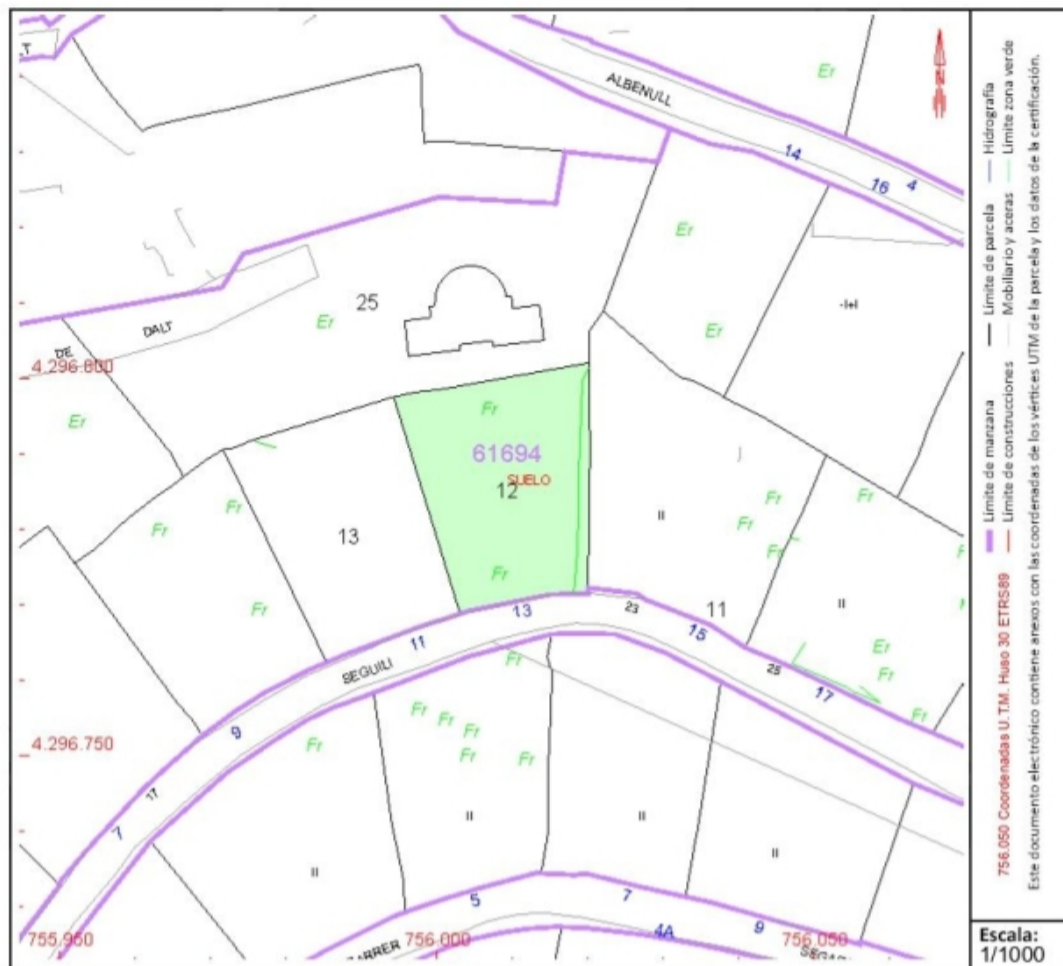 T
ALBENULL
Er
14
16
4
Er
25
Er
DALT
DE
Er
4.296.800
Er
Fr
61694
SUELO
12
Fr
Fr
Fr
Fr
13
Fr
II
Fr
Fr
Fr
Fr
II
13
23
11
15
11
SEGUILI
25
17
Er
Fr
Fr
9
4.296.750
17
7
Fr
Fr
Fr
Fr
Fr
Fr
Fr
II
II
II
II
5
7
9
4A
755.950
756.000
756.050
Límite de manzana
Límite de parcela
Hidrografía
Límite de construcciones
Mobiliario y aceras
Límite zona verde
756.050 Coordenadas U.T.M. Huso 30 ETRS89
Este documento electrónico contiene anexos con las coordenadas de los vértices UTM de la parcela y los datos de la certificación.
Escala:
1/1000